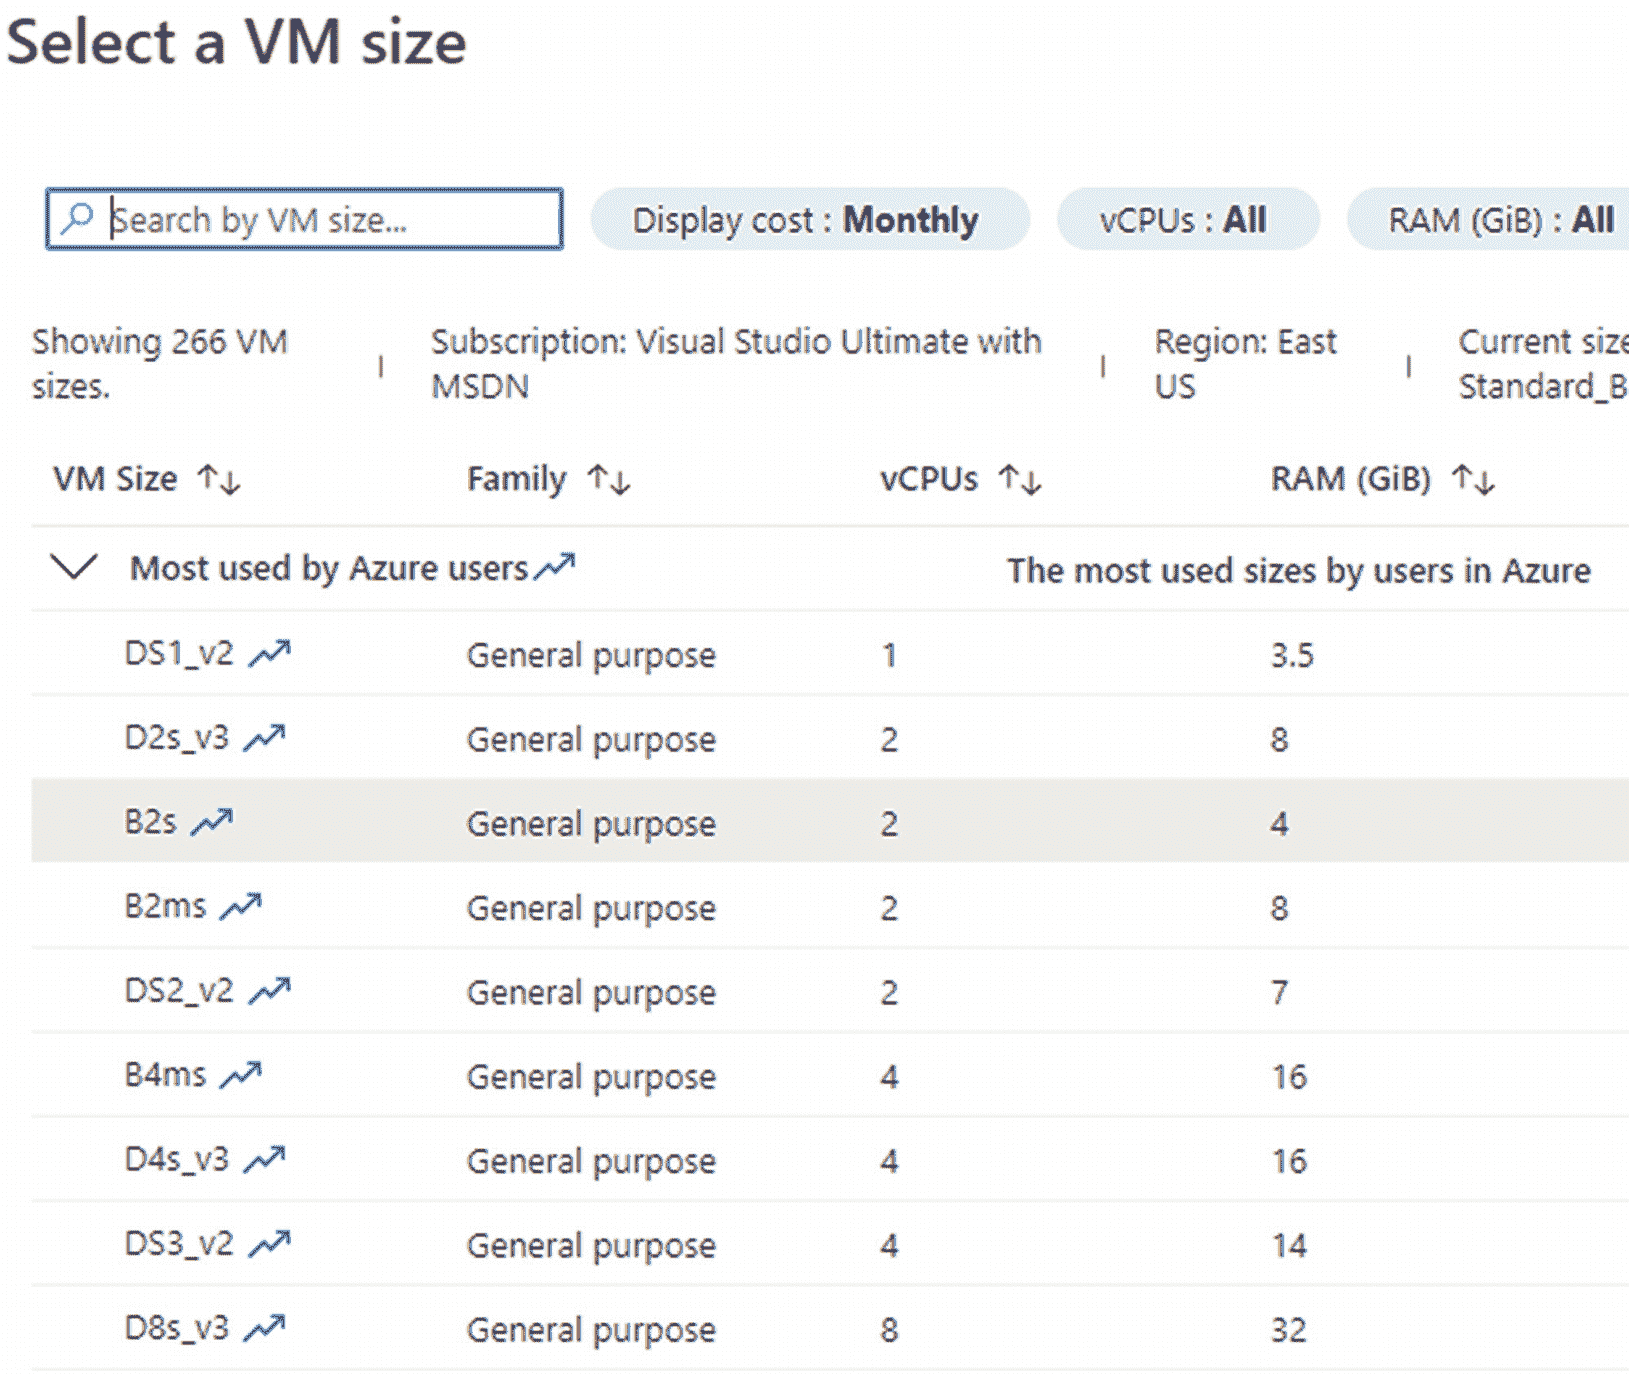 Select a VM size
Search by VM size... Display cost : Monthly vCPUs : All RAM (GiB) : All
Showing 266 VM sizes. Subscription: Visual Studio Ultimate with MSDN Region: East US Current size Standard_B
VM Size Family vCPUs RAM (GiB)
Most used by Azure users The most used sizes by users in Azure
DS1_v2 General purpose 1 3.5
D2s_v3 General purpose 2 8
B2s General purpose 2 4
B2ms General purpose 2 8
DS2_v2 General purpose 2 7
B4ms General purpose 4 16
D4s_v3 General purpose 4 16
DS3_v2 General purpose 4 14
D8s_v3 General purpose 8 32